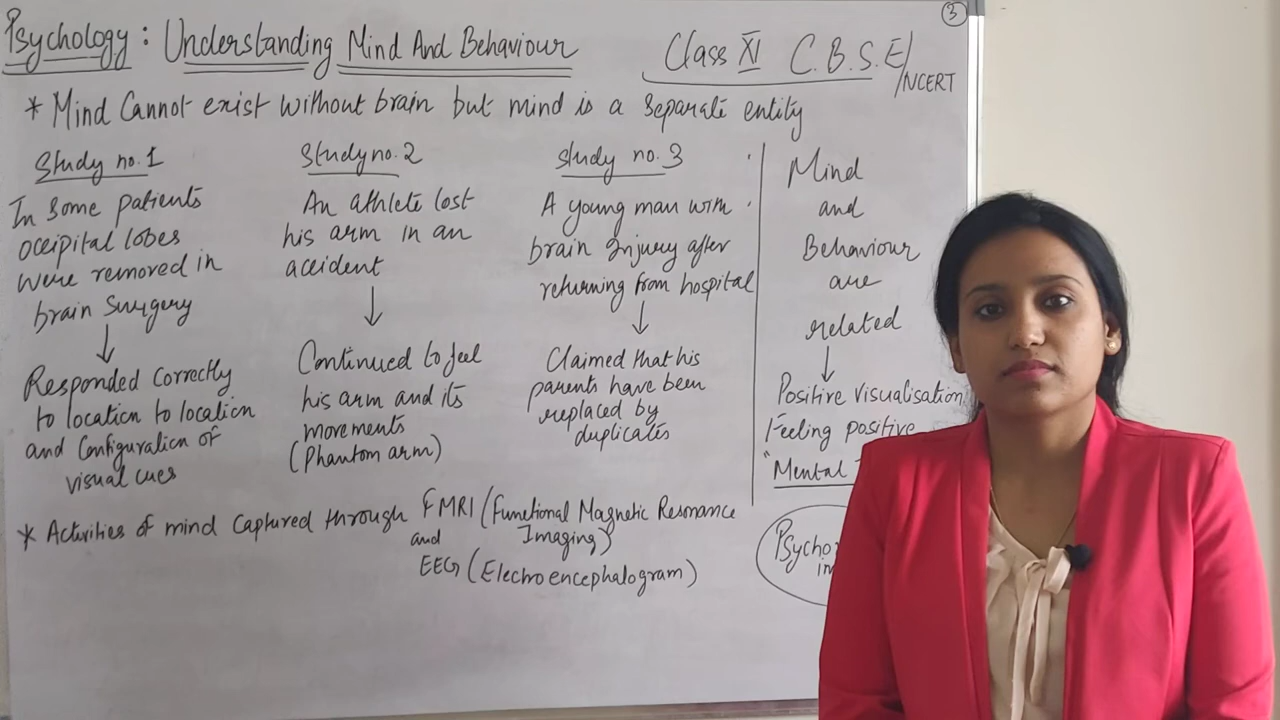 3
Psychology : Understanding Mind And Behaviour
Class XI C.B.S.E/
NCERT
* Mind Cannot exist without brain but mind is a separate entity
Study no.1
In some patients
occipital lobes
were removed in
brain surgery
↓
Responded correctly
to location to location
and configuration of
visual cues
Study no.2
An athlete lost
his arm in an
accident
↓
Continued to feel
his arm and its
movements
(Phantom arm)
Study no.3
A young man with
brain injury after
returning from hospital
↓
Claimed that his
parents have been
replaced by
duplicates
Mind
and
Behaviour
are
related
↓
Positive visualisation
Feeling positive
"Mental
Psycho
* Activities of mind captured through FMRI (Functional Magnetic Resonance
Imaging)
and
EEG (Electroencephalogram)